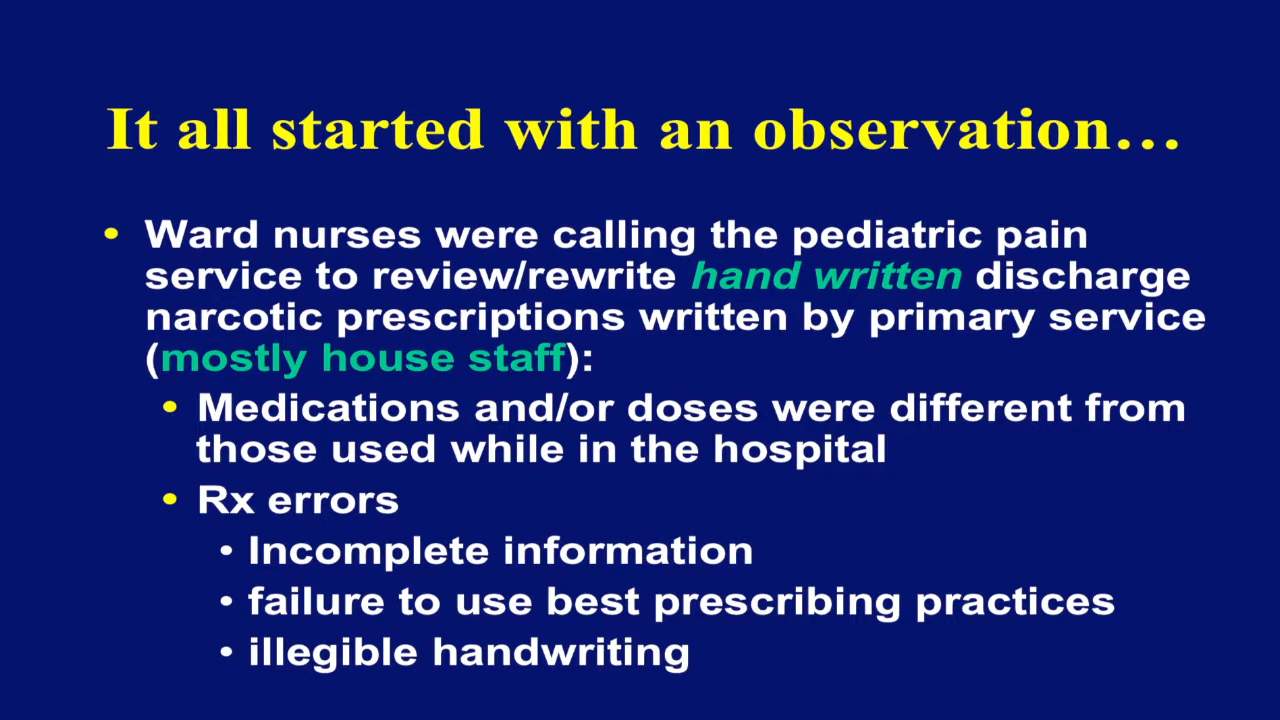 It all started with an observation…
• Ward nurses were calling the pediatric pain
service to review/rewrite hand written discharge
narcotic prescriptions written by primary service
(mostly house staff):
• Medications and/or doses were different from
those used while in the hospital
• Rx errors
• Incomplete information
• failure to use best prescribing practices
• illegible handwriting